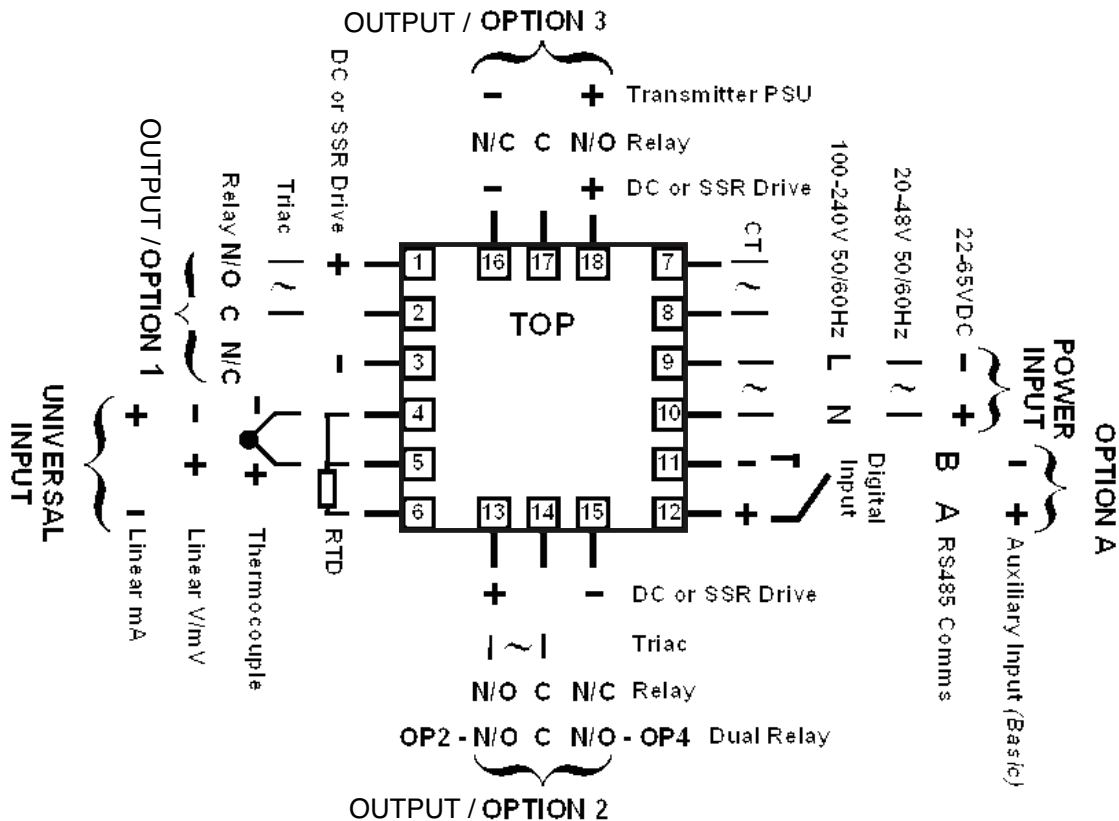 OUTPUT / OPTION 3
- + Transmitter PSU
N/C C N/O Relay
- + DC or SSR Drive
OUTPUT / OPTION 1
Relay N/O C N/C
Triac ~
DC or SSR Drive + -
UNIVERSAL
INPUT
+ - Linear mA
- + Linear V/mV
- + Thermocouple
RTD
TOP
1
2
3
4
5
6
16 17 18
13 14 15
7
8
9
10
11
12
CT ~
~
100-240V 50/60Hz L N
20-48V 50/60Hz ~
22-65VDC - +
POWER
INPUT
OPTION A
- +
Digital
Input
B A RS485 Comms
- + Auxiliary Input (Basic)
+ - DC or SSR Drive
~ Triac
N/O C N/C Relay
OP2 - N/O C N/O - OP4 Dual Relay
OUTPUT / OPTION 2